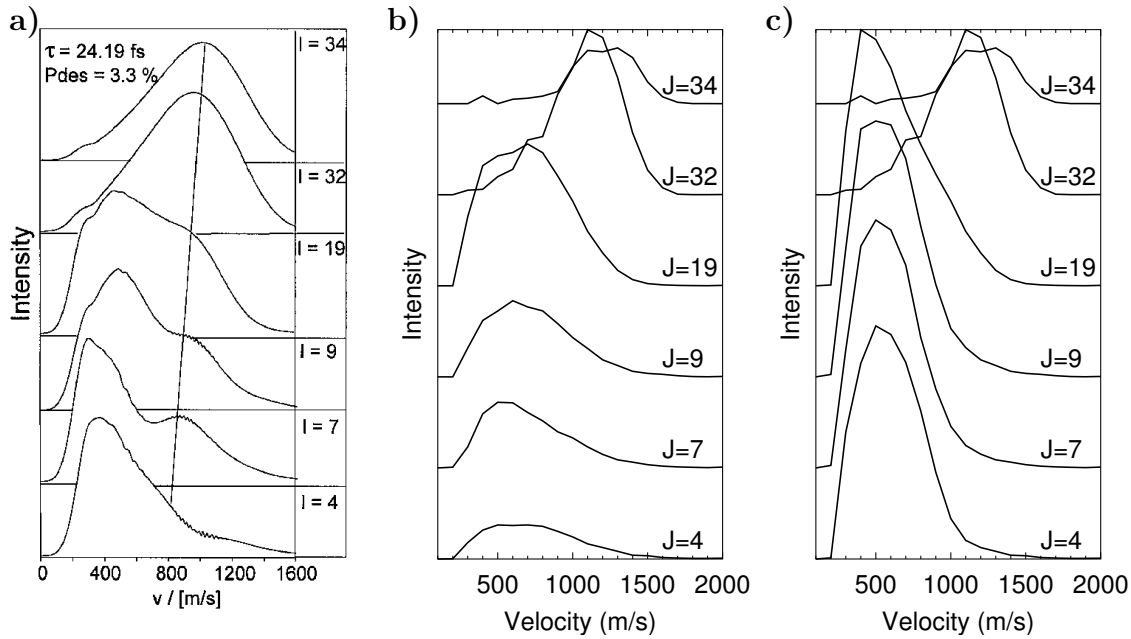 a)
τ = 24.19 fs
Pdes = 3.3 %
Intensity
l = 34
l = 32
l = 19
l = 9
l = 7
l = 4
0 400 800 1200 1600
v / [m/s]
b)
Intensity
J=34
J=32
J=19
J=9
J=7
J=4
500 1000 1500 2000
Velocity (m/s)
c)
Intensity
J=34
J=32
J=19
J=9
J=7
J=4
500 1000 1500 2000
Velocity (m/s)